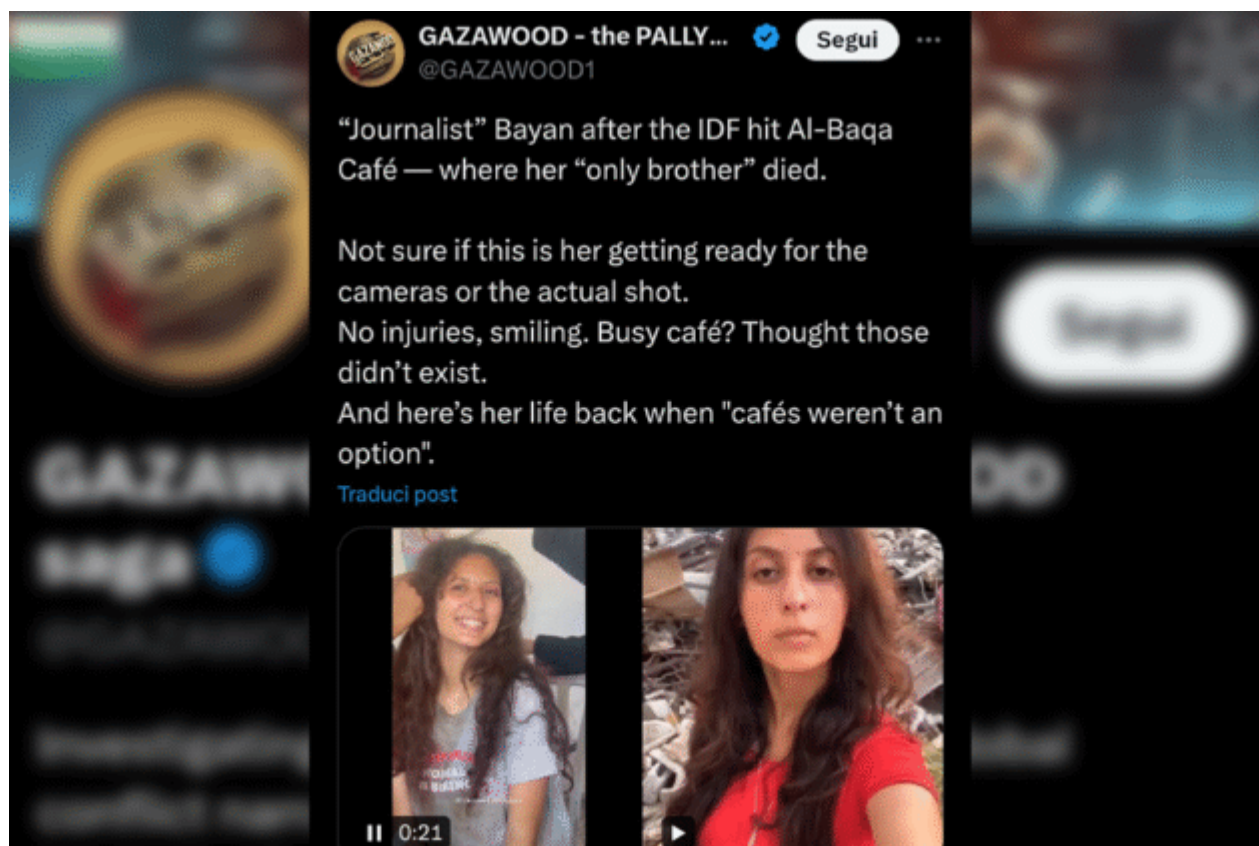 GAZAWOOD - the PALLY...
Segui
@GAZAWOOD1
“Journalist” Bayan after the IDF hit Al-Baqa
Café — where her “only brother” died.
Not sure if this is her getting ready for the
cameras or the actual shot.
No injuries, smiling. Busy café? Thought those
didn’t exist.
And here’s her life back when "cafés weren’t an
option".
Traduci post
0:21